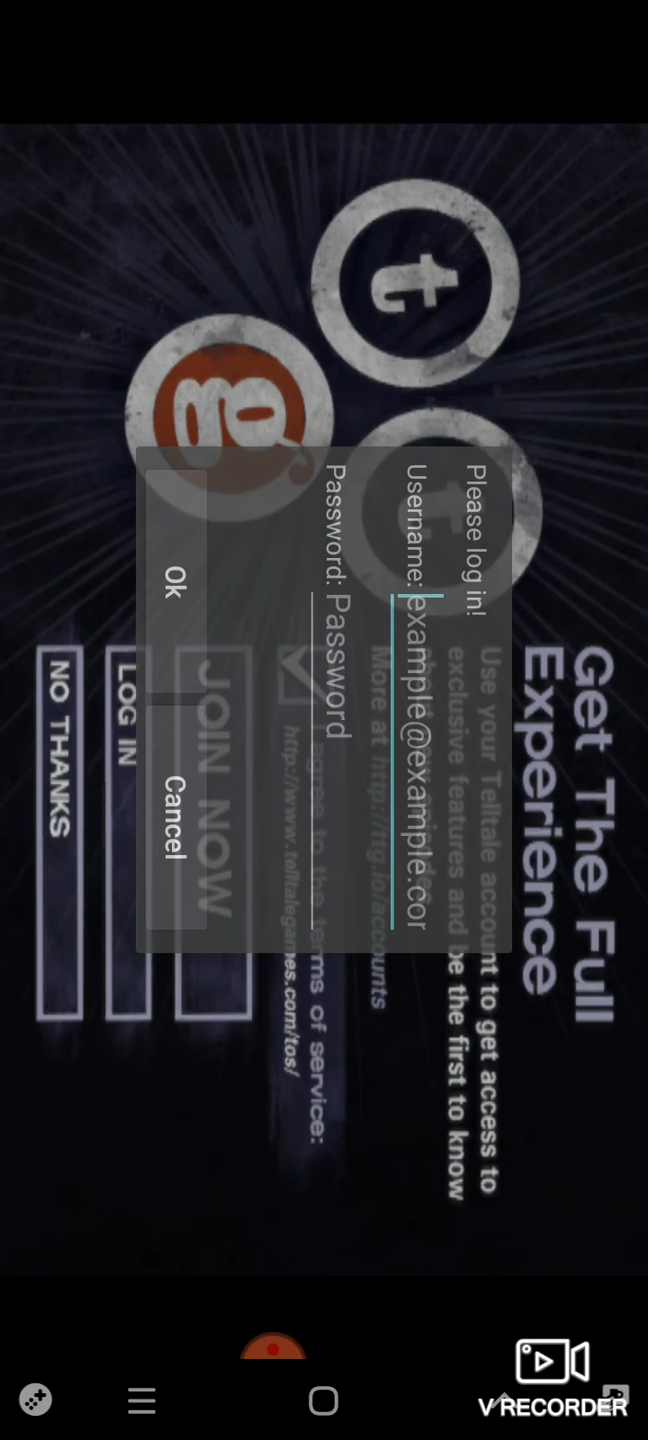 t
t
g
Get The Full
Experience
Use your Telltale account to get access to
exclusive features and be the first to know
More at http://ttg.io/accounts
agree to the terms of service:
http://www.telltalegames.com/tos/
JOIN NOW
LOG IN
NO THANKS
Please log in!
Username: example@example.cor
Password: Password
Ok
Cancel
V RECORDER